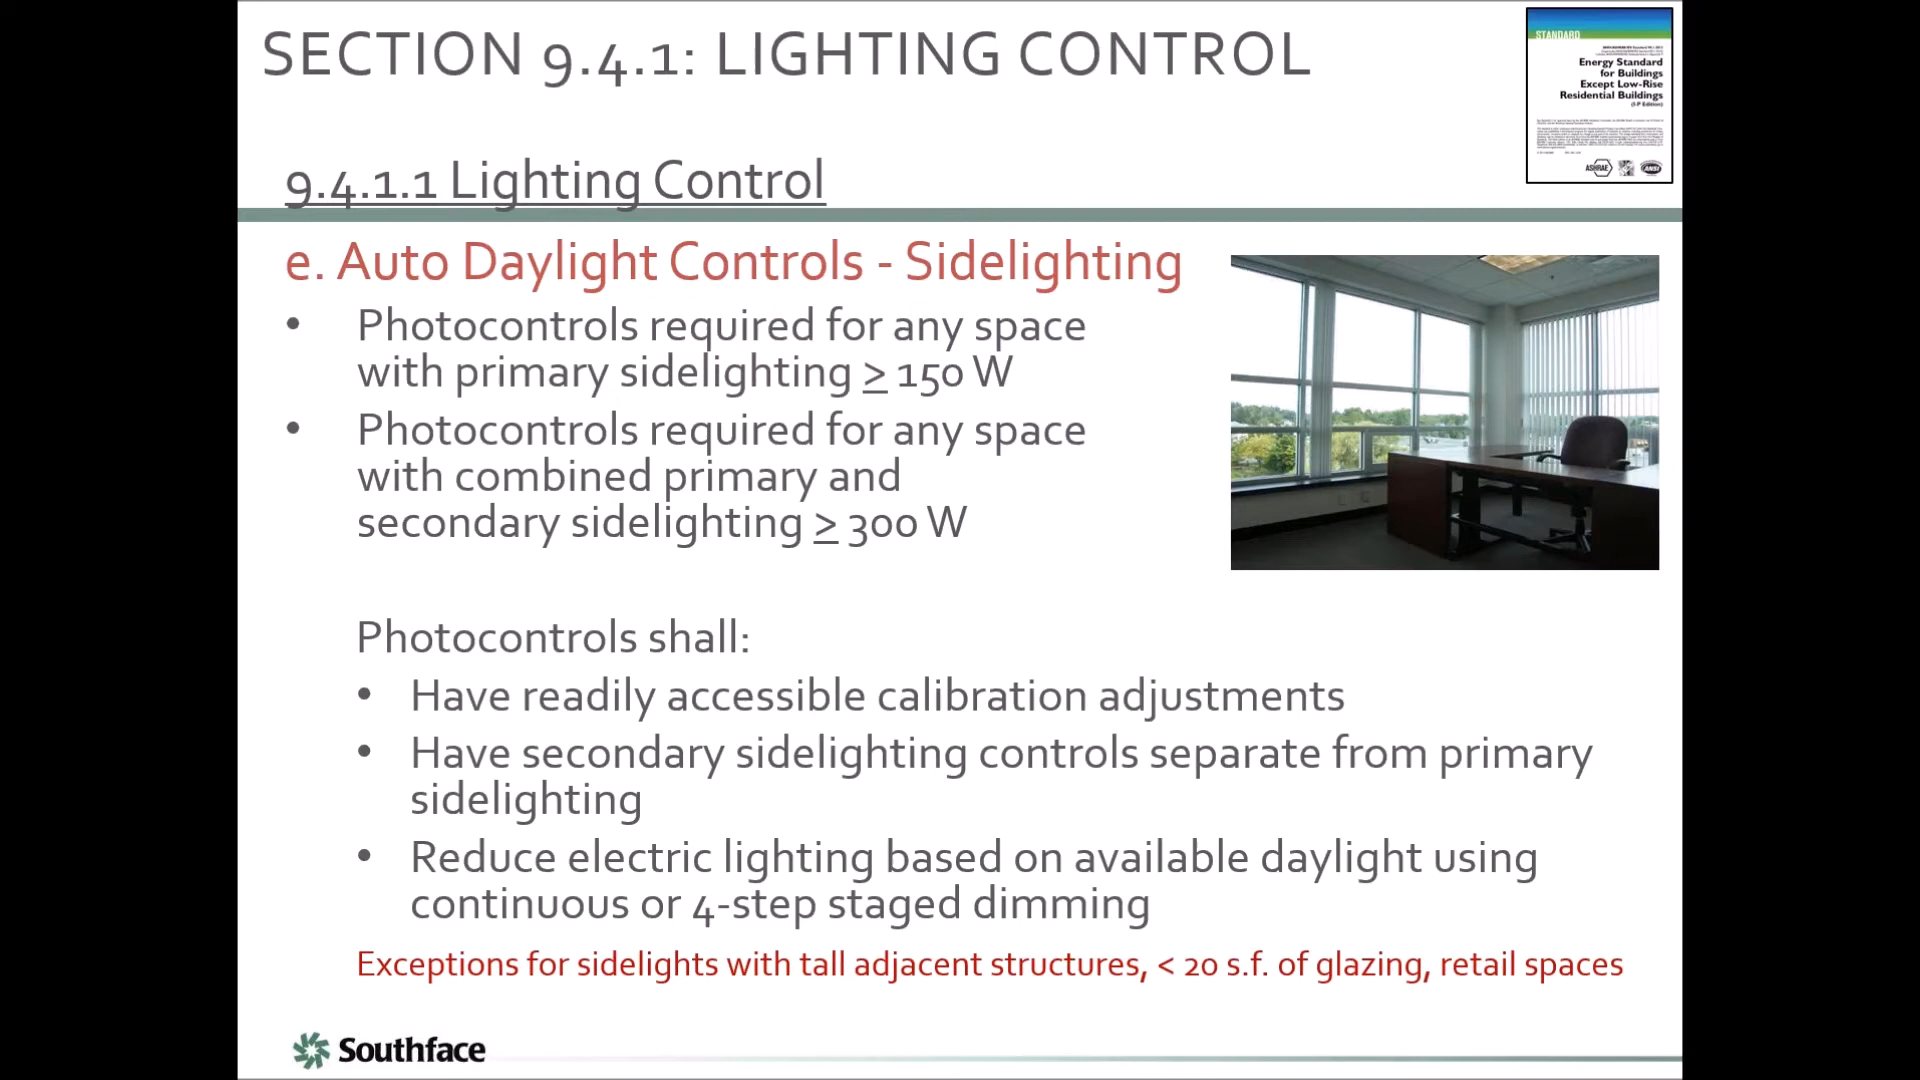 SECTION 9.4.1: LIGHTING CONTROL
STANDARD
Energy Standard
for Buildings
Except Low-Rise
Residential Buildings
(I-P Edition)
ASHRAE
ANSI
9.4.1.1 Lighting Control
e. Auto Daylight Controls - Sidelighting
• Photocontrols required for any space
with primary sidelighting > 150 W
• Photocontrols required for any space
with combined primary and
secondary sidelighting > 300 W
Photocontrols shall:
• Have readily accessible calibration adjustments
• Have secondary sidelighting controls separate from primary
sidelighting
• Reduce electric lighting based on available daylight using
continuous or 4-step staged dimming
Exceptions for sidelights with tall adjacent structures, < 20 s.f. of glazing, retail spaces
Southface